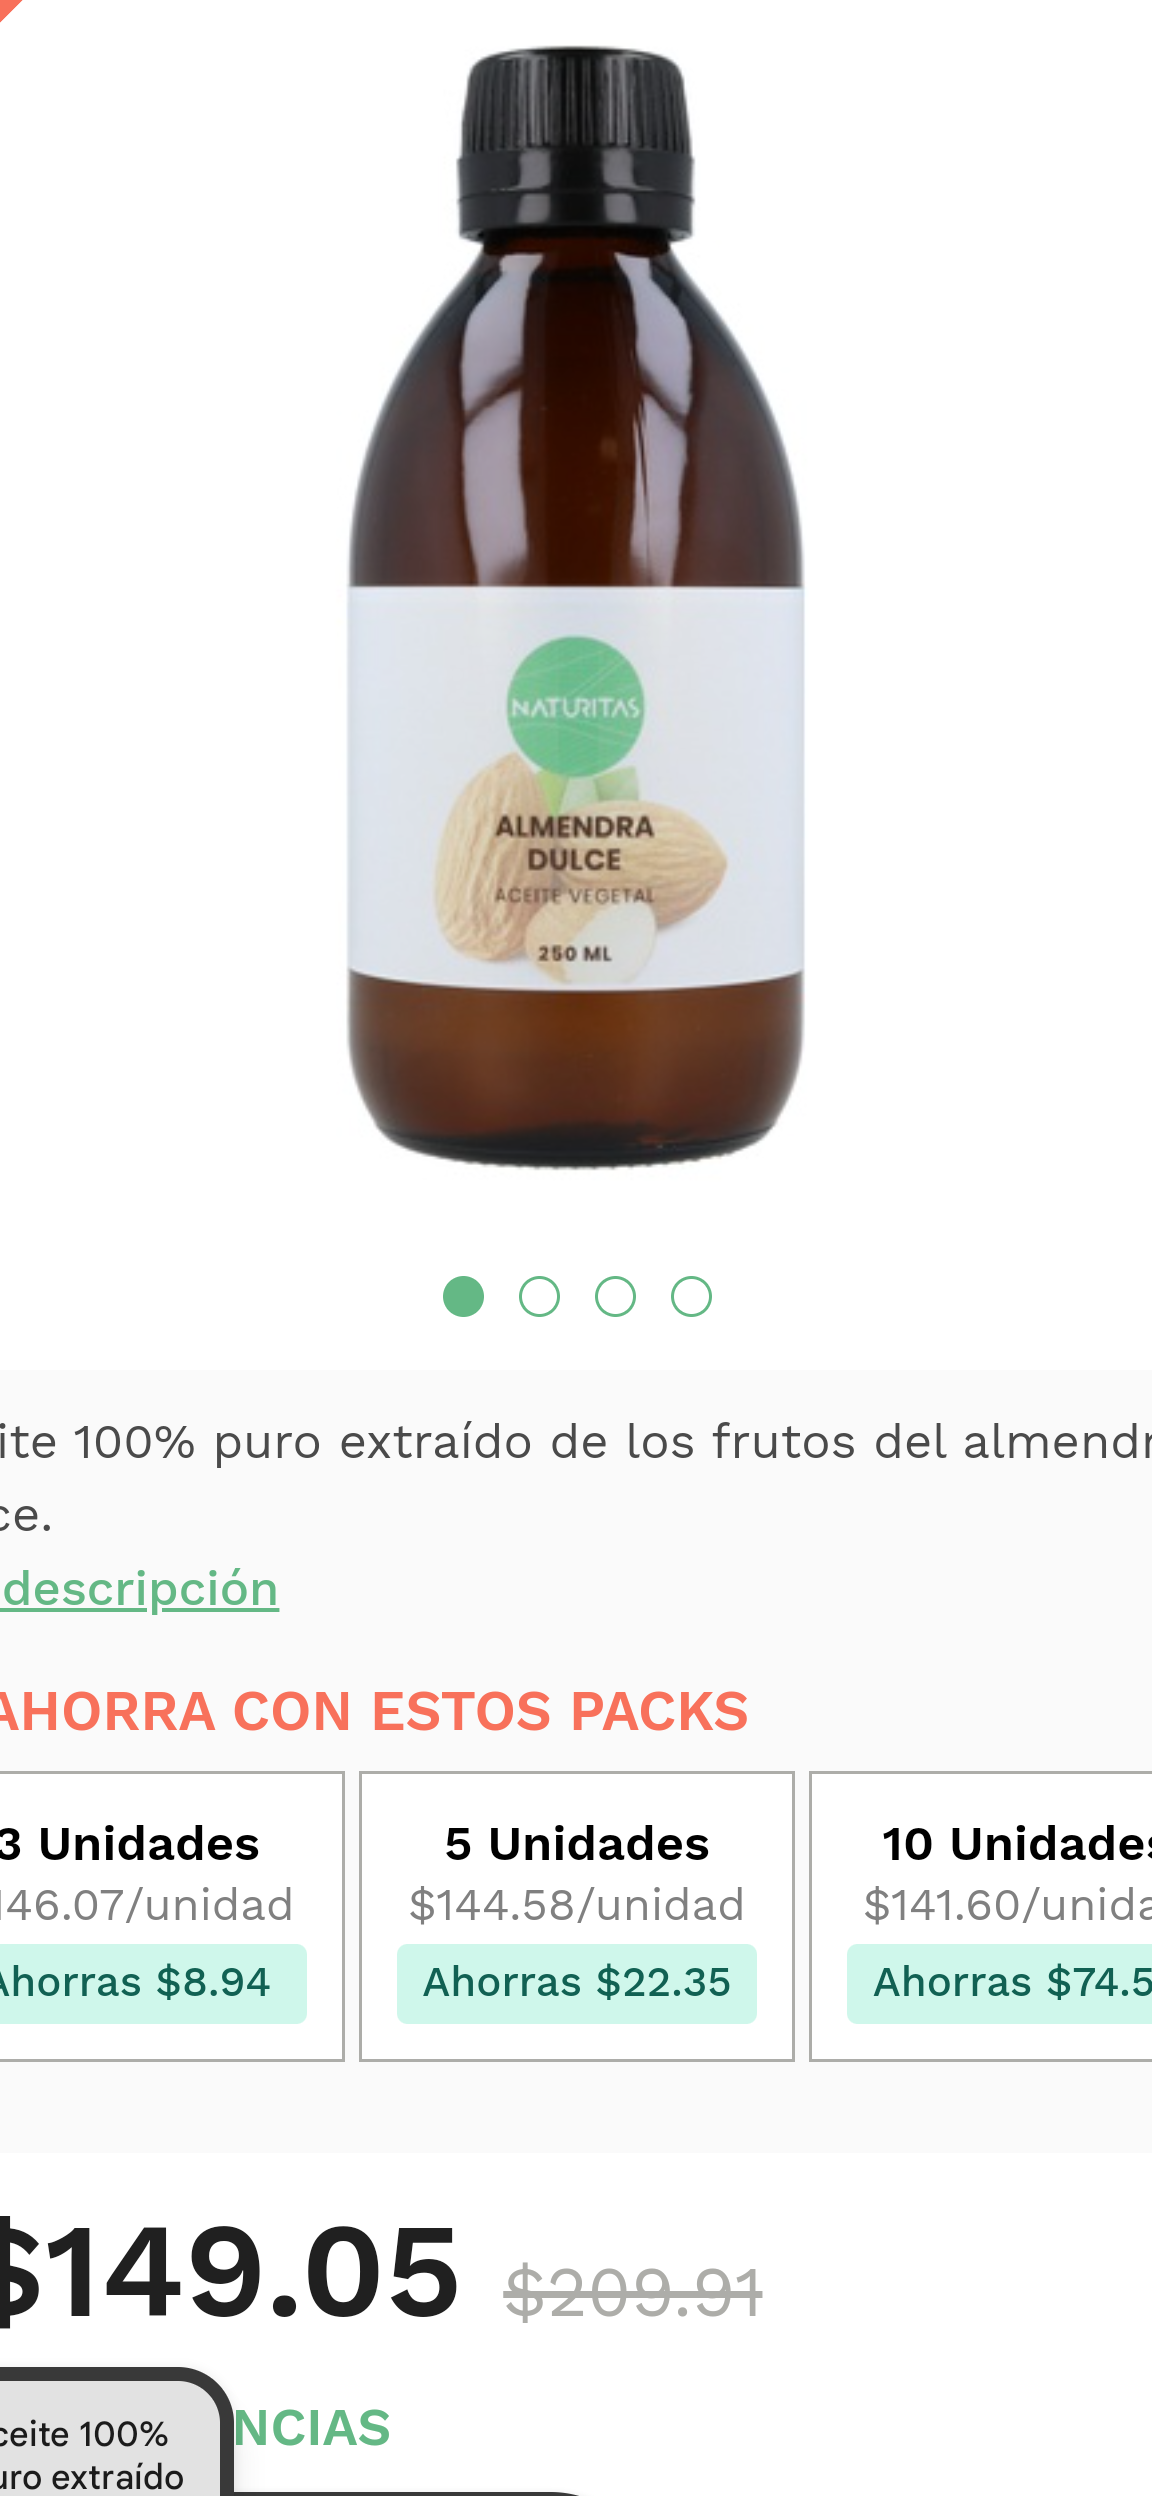 NATURITAS
ALMENDRA
DULCE
ACEITE VEGETAL
250 ML
ite 100% puro extraído de los frutos del almendr
ce.
descripción
AHORRA CON ESTOS PACKS
3 Unidades
146.07/unidad
Ahorras $8.94
5 Unidades
$144.58/unidad
Ahorras $22.35
10 Unidades
$141.60/unida
Ahorras $74.5
$149.05 $209.91
NCIAS
ceite 100%
uro extraído